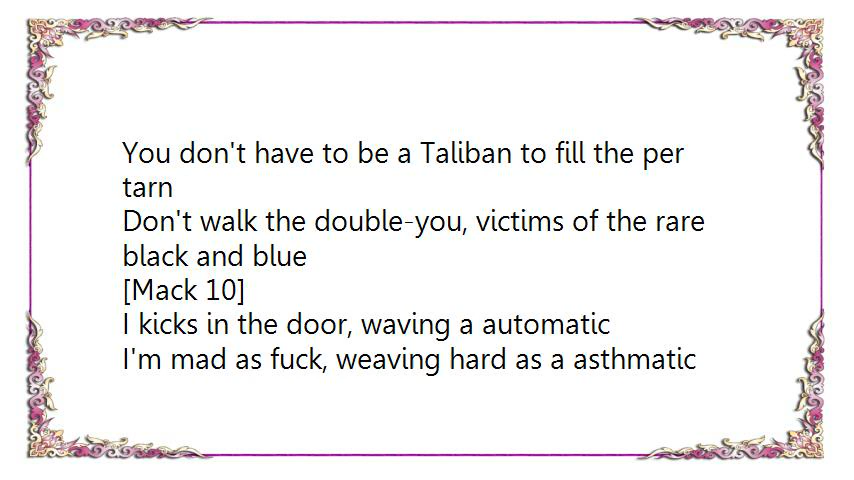 You don't have to be a Taliban to fill the per
tarn
Don't walk the double-you, victims of the rare
black and blue
[Mack 10]
I kicks in the door, waving a automatic
I'm mad as fuck, weaving hard as a asthmatic